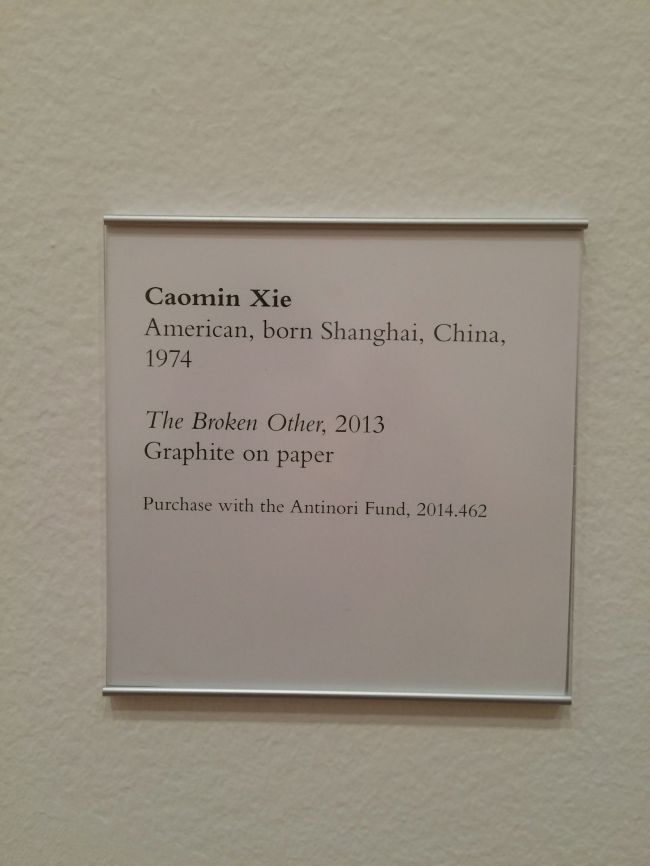 Caomin Xie
American, born Shanghai, China,
1974
The Broken Other, 2013
Graphite on paper
Purchase with the Antinori Fund, 2014.462